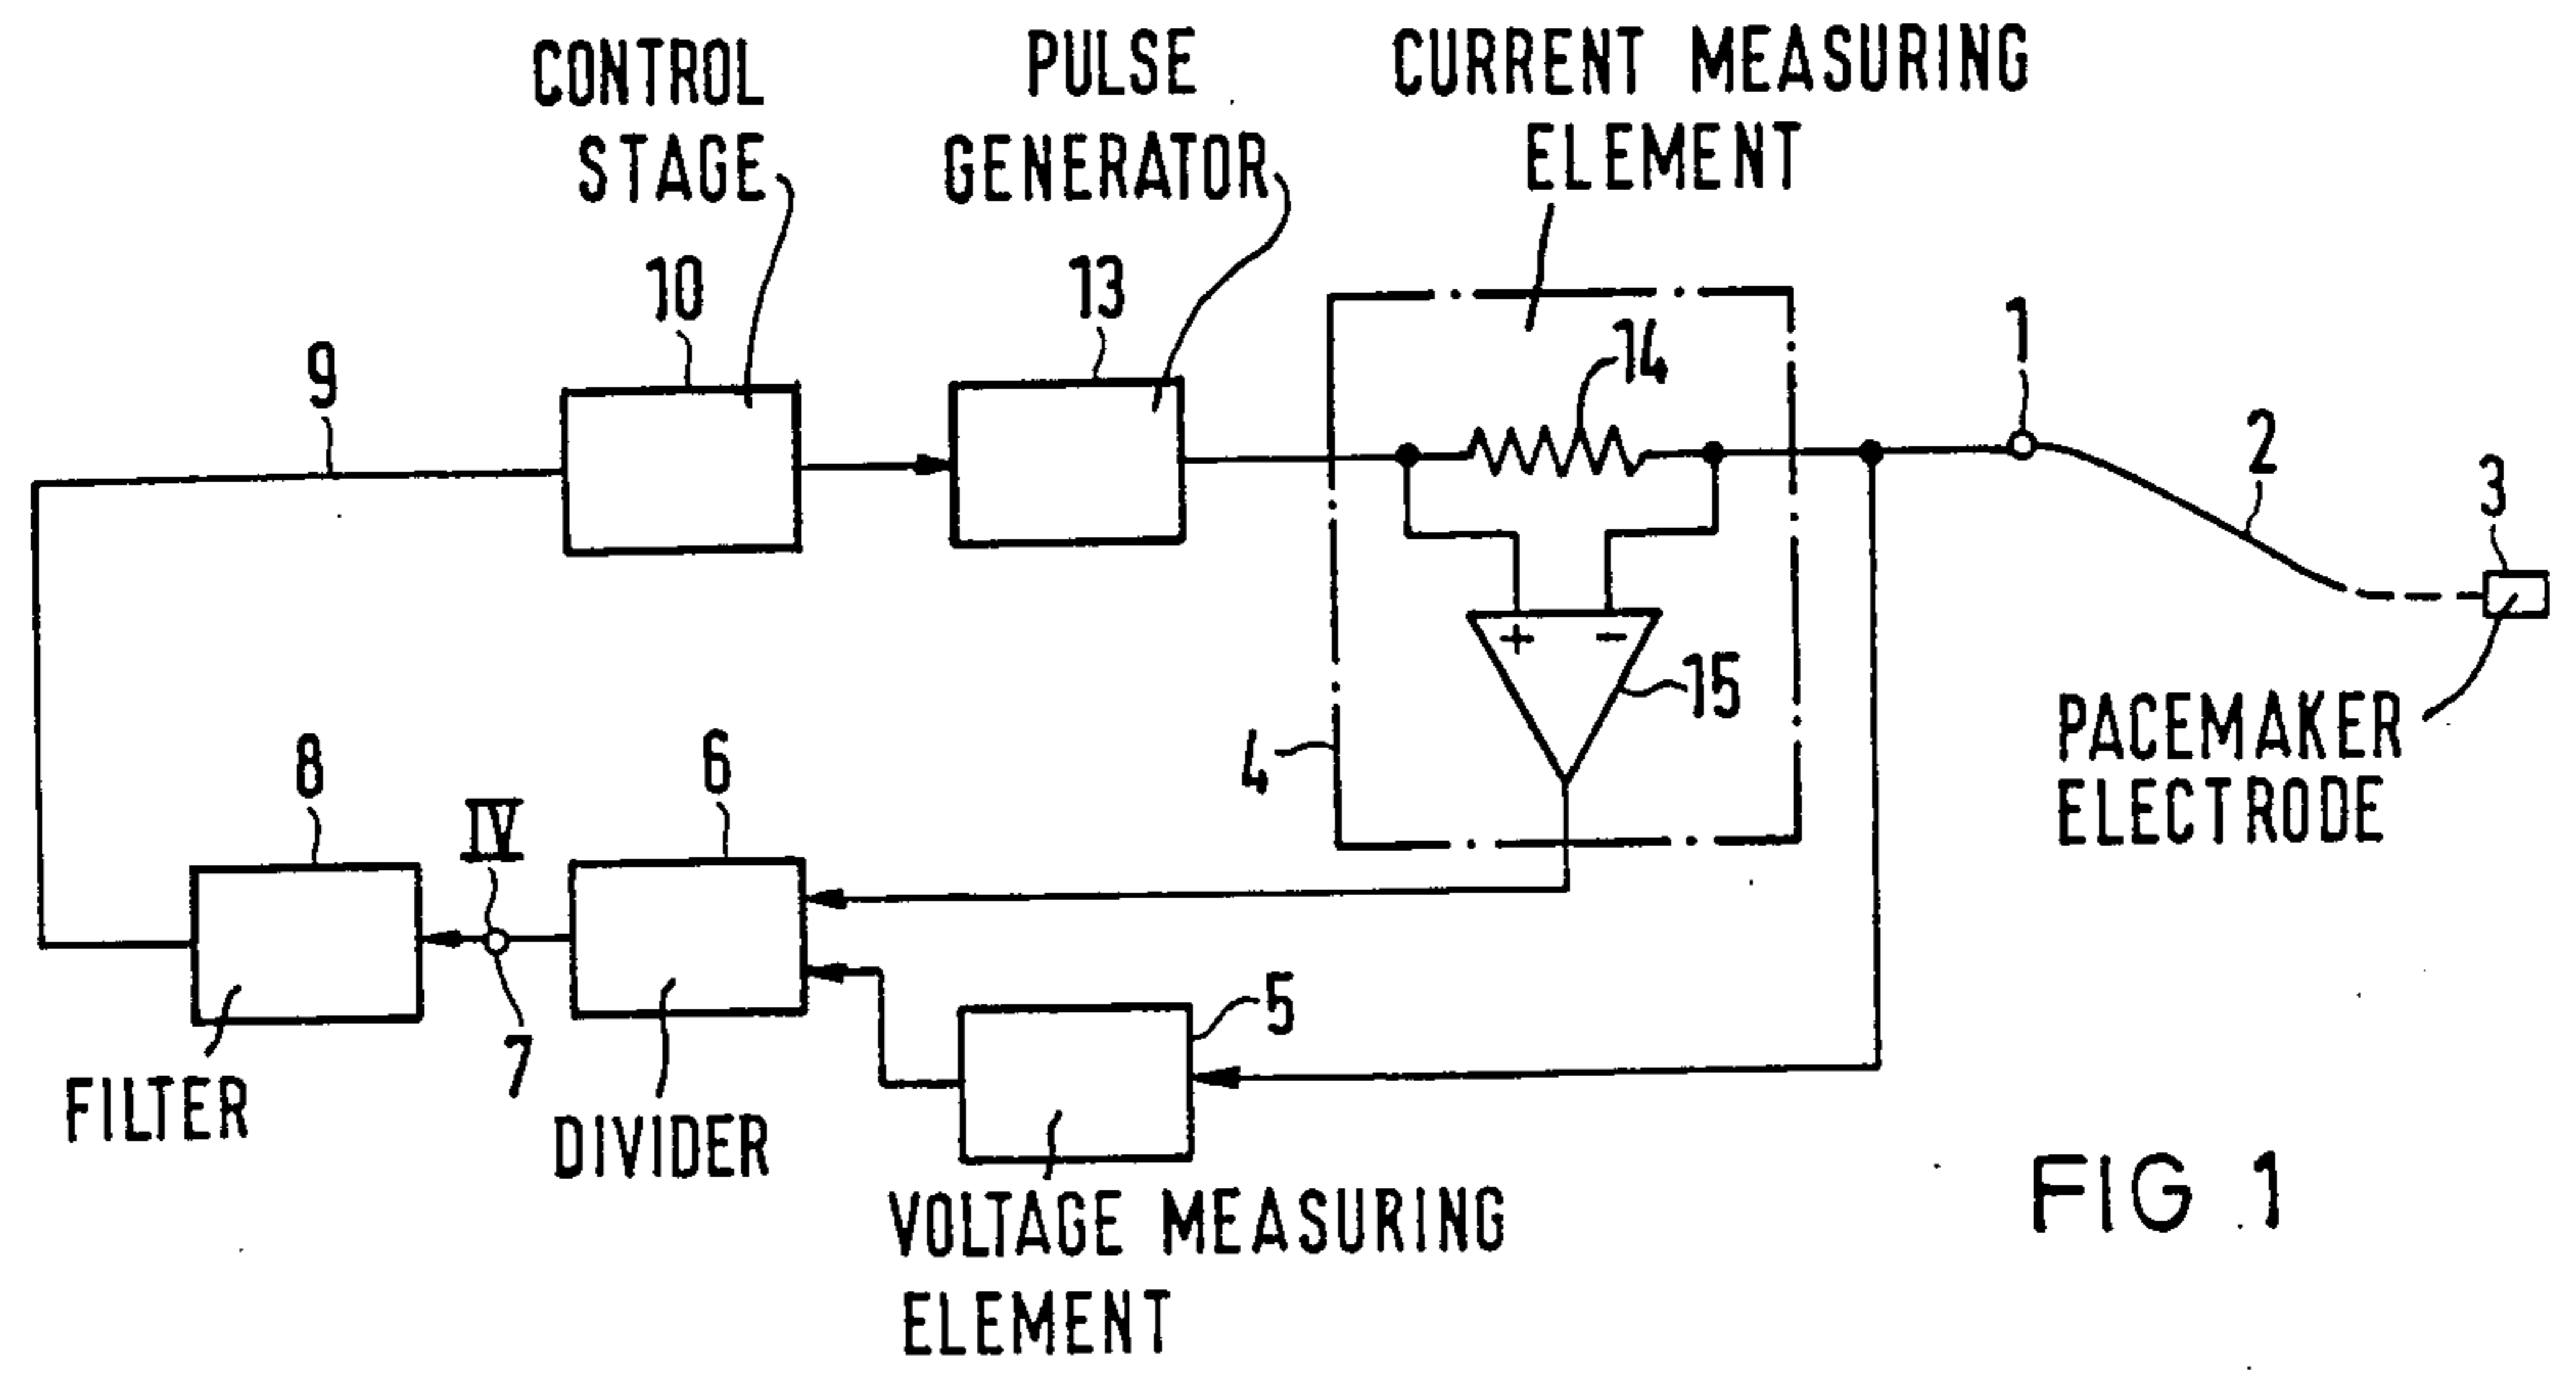 CONTROL
STAGE
PULSE
GENERATOR
CURRENT MEASURING
ELEMENT
10
13
14
1
9
2
3
15
4
PACEMAKER
ELECTRODE
8
IV
6
7
5
FILTER
DIVIDER
VOLTAGE MEASURING
ELEMENT
+ −
FIG 1